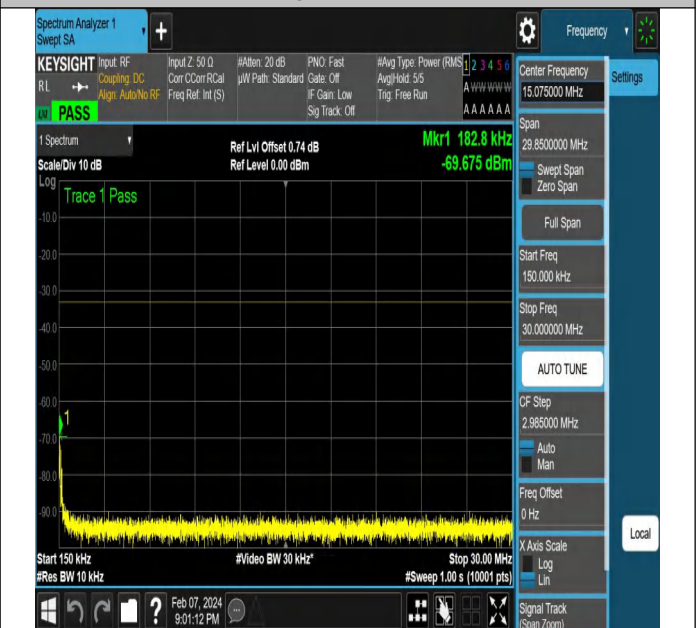 Spectrum Analyzer 1
Swept SA
Frequency
KEYSIGHT
RL
PASS
Input: RF
Coupling: DC
Align: Auto/No RF
Input Z: 50 Ω
Corr CCorr RCal
Freq Ref: Int (S)
#Atten: 20 dB
µW Path: Standard
PNO: Fast
Gate: Off
IF Gain: Low
Sig Track: Off
#Avg Type: Power (RMS
Avg|Hold: 5/5
Trig: Free Run
1 2 3 4 5 6
A W W W W W
A A A A A A
1 Spectrum
Scale/Div 10 dB
Ref Lvl Offset 0.74 dB
Ref Level 0.00 dBm
Mkr1 182.8 kHz
-69.675 dBm
Log
Trace 1 Pass
-10.0
-20.0
-30.0
-40.0
-50.0
-60.0
1
-70.0
-80.0
-90.0
Start 150 kHz
#Video BW 30 kHz*
Stop 30.00 MHz
#Res BW 10 kHz
#Sweep 1.00 s (10001 pts)
?
Feb 07, 2024
9:01:12 PM
Center Frequency
15.075000 MHz
Settings
Span
29.8500000 MHz
Swept Span
Zero Span
Full Span
Start Freq
150.000 kHz
Stop Freq
30.000000 MHz
AUTO TUNE
CF Step
2.985000 MHz
Auto
Man
Freq Offset
0 Hz
Local
X Axis Scale
Log
Lin
Signal Track
(Span Zoom)